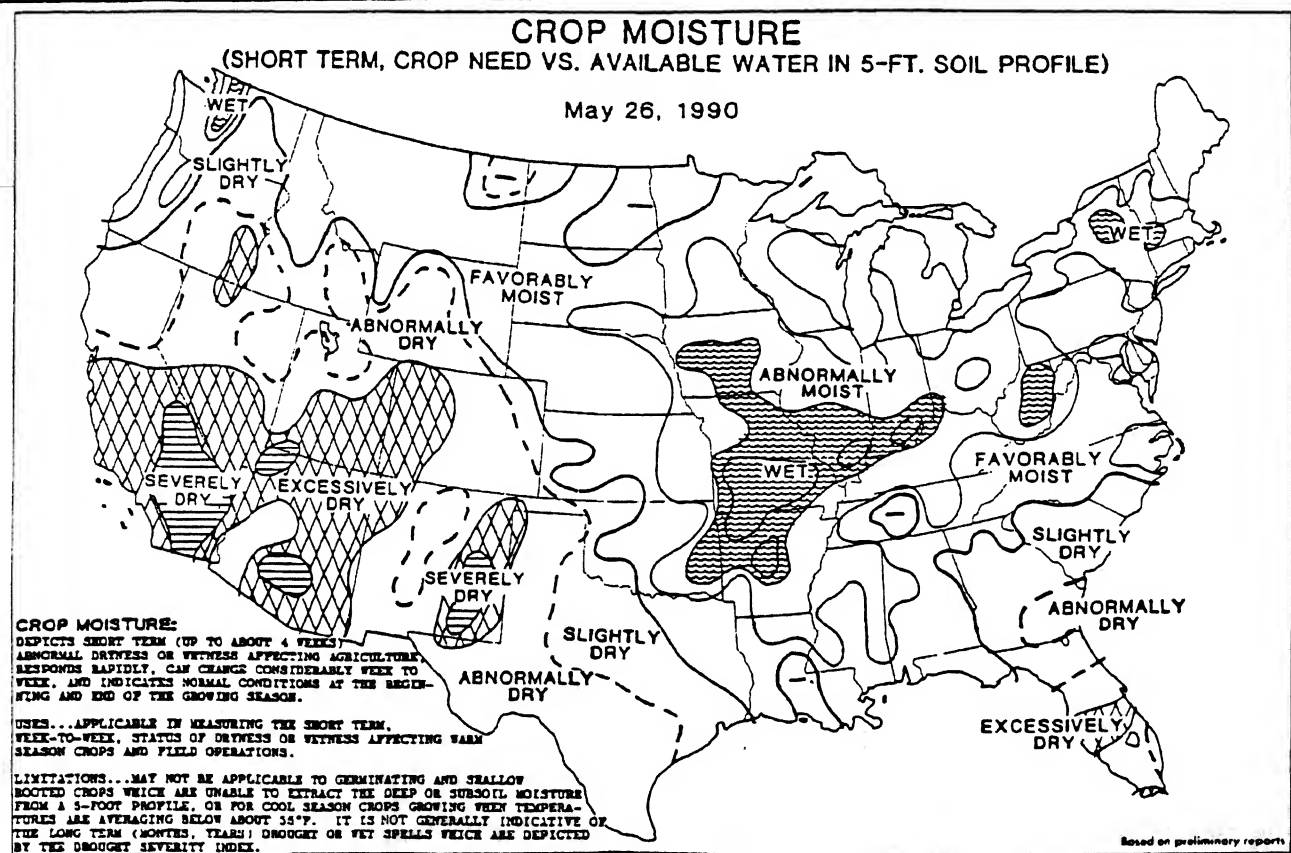 CROP MOISTURE
(SHORT TERM, CROP NEED VS. AVAILABLE WATER IN 5-FT. SOIL PROFILE)
May 26, 1990
WET
SLIGHTLY
DRY
WET
FAVORABLY
MOIST
ABNORMALLY
DRY
ABNORMALLY
MOIST
WET
FAVORABLY
MOIST
SEVERELY
DRY
EXCESSIVELY
DRY
SLIGHTLY
DRY
SEVERELY
DRY
ABNORMALLY
DRY
SLIGHTLY
DRY
ABNORMALLY
DRY
EXCESSIVELY
DRY
CROP MOISTURE:
DEPICTS SHORT TERM (UP TO ABOUT 4 WEEKS)
ABNORMAL DRYNESS OR WETNESS AFFECTING AGRICULTURE,
RESPONDS RAPIDLY, CAN CHANGE CONSIDERABLY WEEK TO
WEEK, AND INDICATES NORMAL CONDITIONS AT THE BEGIN-
NING AND END OF THE GROWING SEASON.
USES...APPLICABLE IN MEASURING THE SHORT TERM,
WEEK-TO-WEEK, STATUS OF DRYNESS OR WETNESS AFFECTING WARM
SEASON CROPS AND FIELD OPERATIONS.
LIMITATIONS...MAY NOT BE APPLICABLE TO GERMINATING AND SHALLOW
ROOTED CROPS WHICH ARE UNABLE TO EXTRACT THE DEEP OR SUBSOIL MOISTURE
FROM A 5-FOOT PROFILE, OR FOR COOL SEASON CROPS GROWING WHEN TEMPERA-
TURES ARE AVERAGING BELOW ABOUT 55°F. IT IS NOT GENERALLY INDICATIVE OF
THE LONG TERM (MONTHS, YEARS) DROUGHT OR WET SPELLS WHICH ARE DEPICTED
BY THE DROUGHT SEVERITY INDEX.
Based on preliminary reports